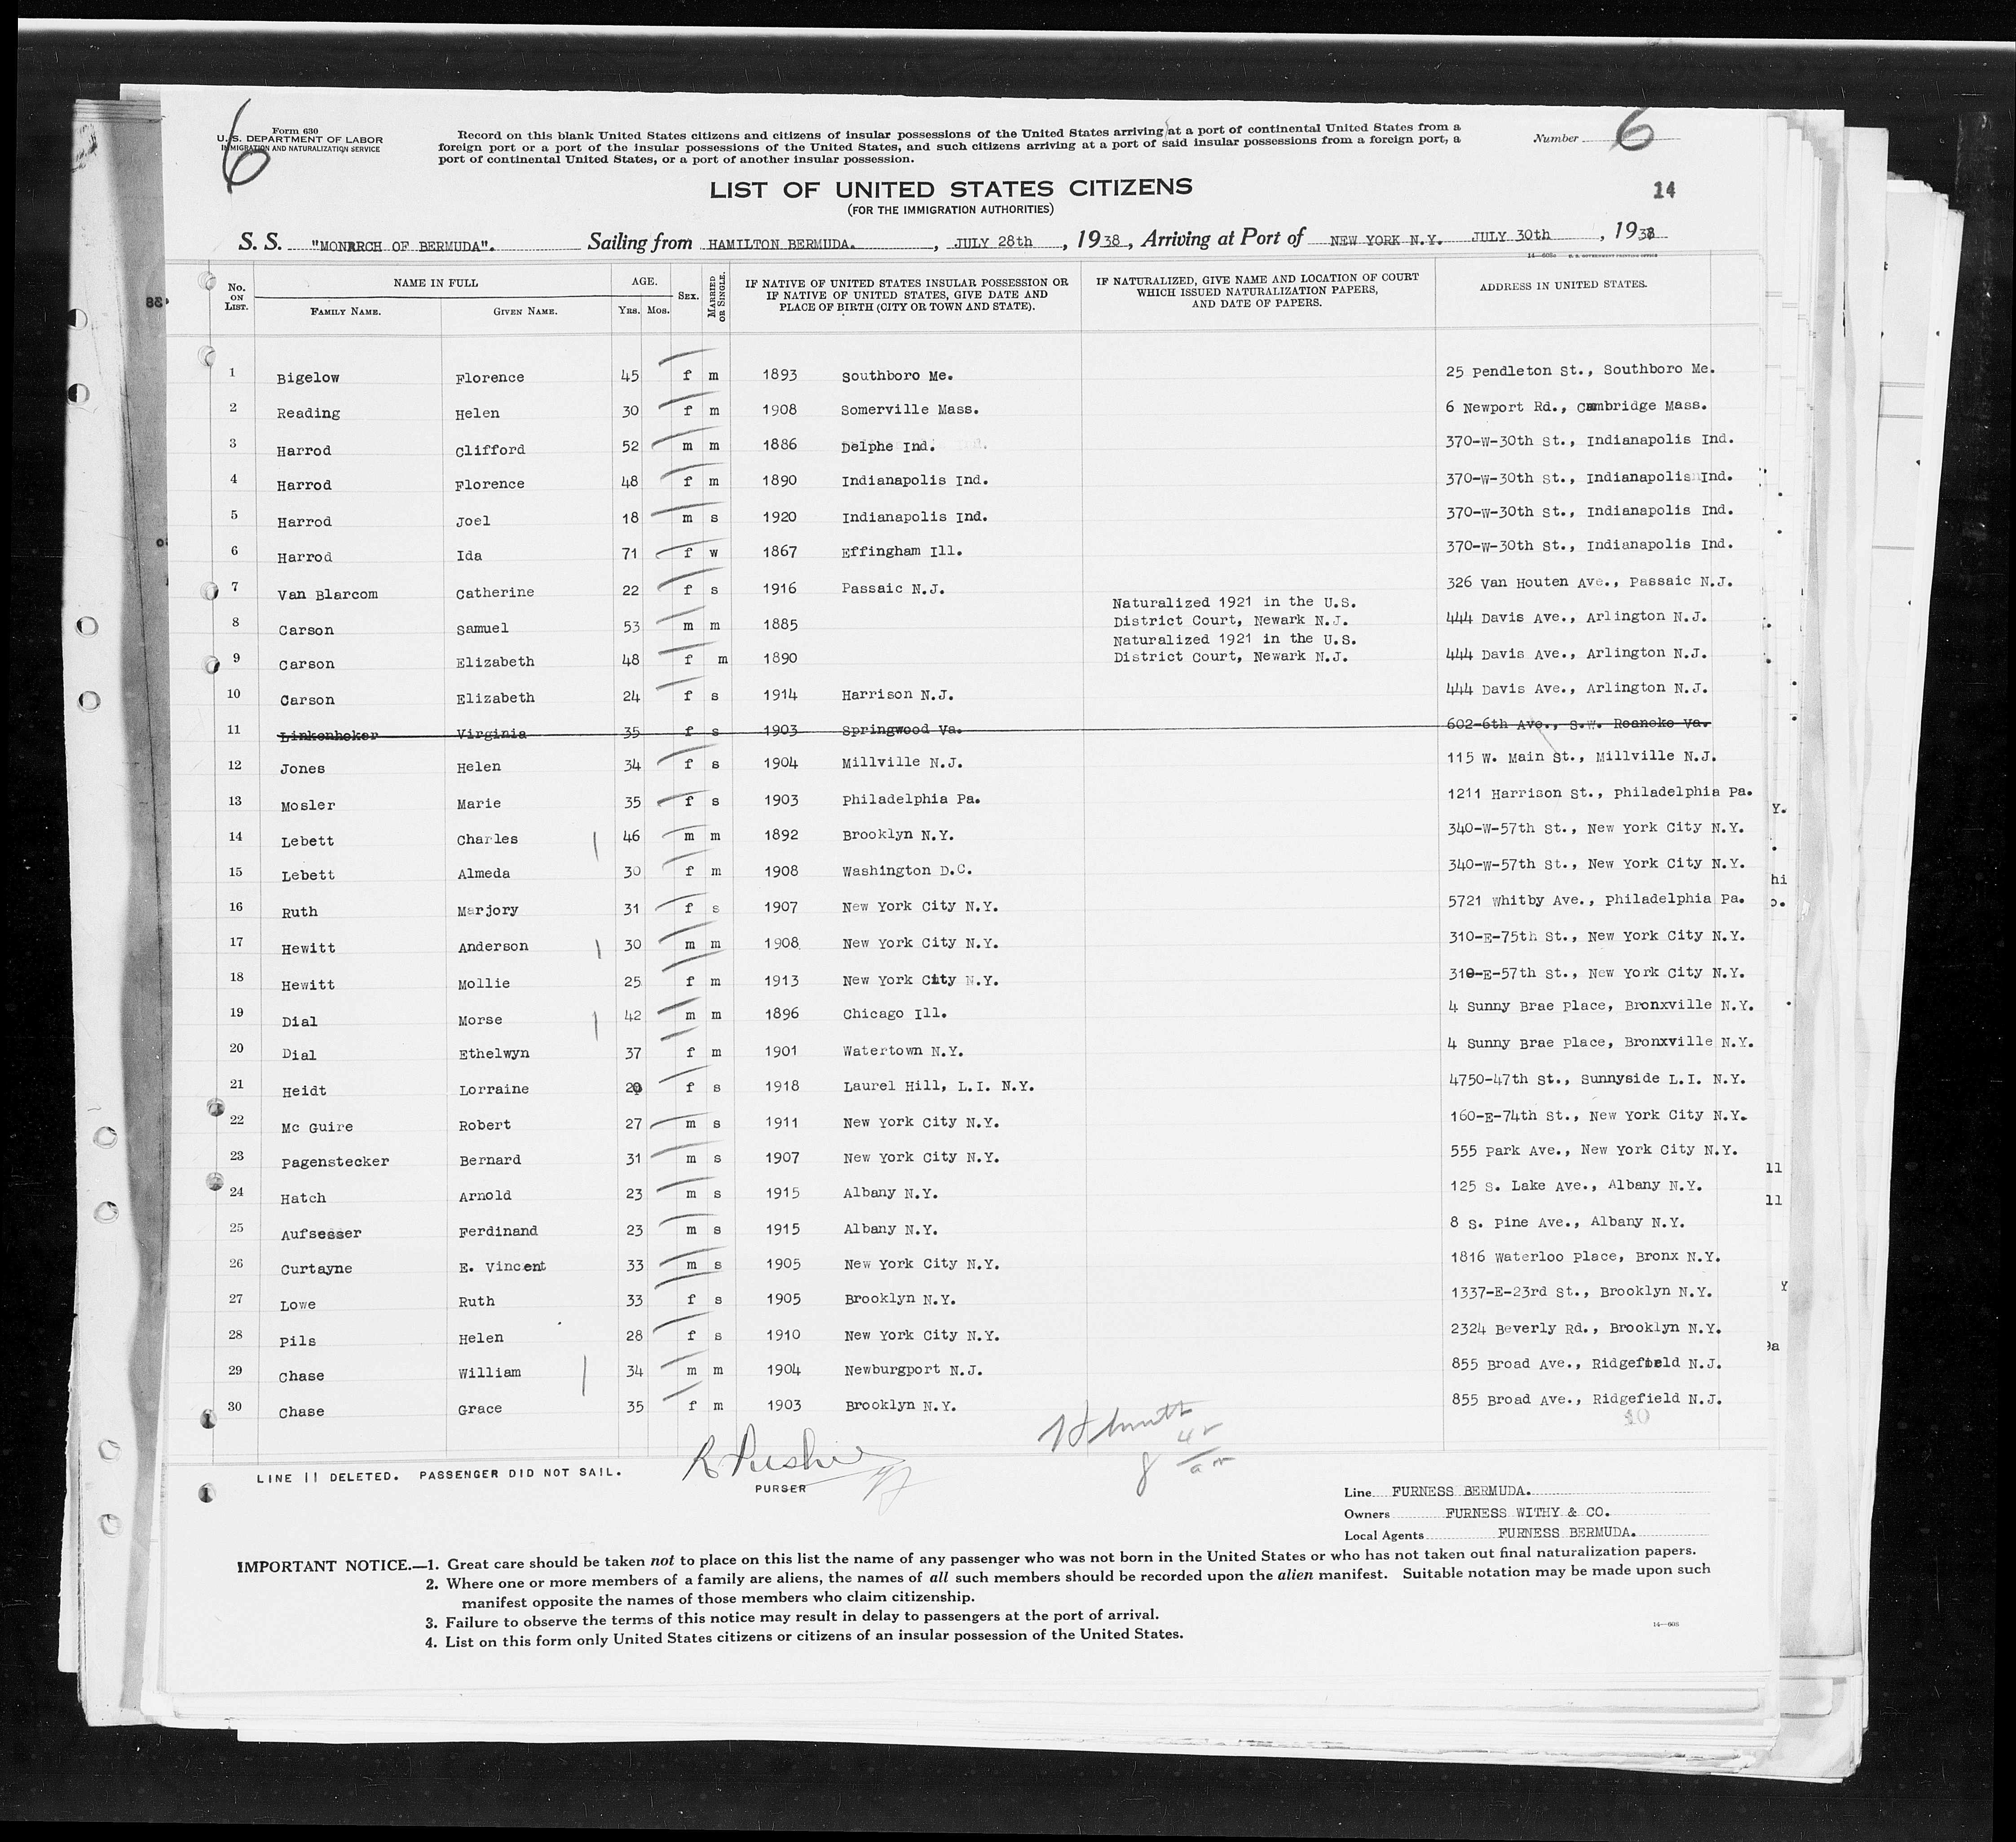 6
Form 630
U. S. DEPARTMENT OF LABOR
IMMIGRATION AND NATURALIZATION SERVICE
Record on this blank United States citizens and citizens of insular possessions of the United States arriving at a port of continental United States from a
foreign port or a port of the insular possessions of the United States, and such citizens arriving at a port of said insular possessions from a foreign port, a
port of continental United States, or a port of another insular possession.
Number 6
LIST OF UNITED STATES CITIZENS
(FOR THE IMMIGRATION AUTHORITIES)
14
S. S. "MONARCH OF BERMUDA". Sailing from HAMILTON BERMUDA. , JULY 28th , 1938 , Arriving at Port of NEW YORK N.Y. JULY 30th , 1938
No. ON LIST. NAME IN FULL FAMILY NAME. GIVEN NAME. AGE. Yrs. Mos. SEX. MARRIED OR SINGLE. IF NATIVE OF UNITED STATES INSULAR POSSESSION OR IF NATIVE OF UNITED STATES, GIVE DATE AND PLACE OF BIRTH (CITY OR TOWN AND STATE). IF NATURALIZED, GIVE NAME AND LOCATION OF COURT WHICH ISSUED NATURALIZATION PAPERS, AND DATE OF PAPERS. ADDRESS IN UNITED STATES.
1 Bigelow Florence 45 f m 1893 Southboro Me. 25 Pendleton St., Southboro Me.
2 Reading Helen 30 f m 1908 Somerville Mass. 6 Newport Rd., Cambridge Mass.
3 Harrod Clifford 52 m m 1886 Delphe Ind. 370-W-30th St., Indianapolis Ind.
4 Harrod Florence 48 f m 1890 Indianapolis Ind. 370-W-30th St., Indianapolis Ind.
5 Harrod Joel 18 m s 1920 Indianapolis Ind. 370-W-30th St., Indianapolis Ind.
6 Harrod Ida 71 f w 1867 Effingham Ill. 370-W-30th St., Indianapolis Ind.
7 Van Blarcom Catherine 22 f s 1916 Passaic N.J. 326 Van Houten Ave., Passaic N.J.
Naturalized 1921 in the U.S.
8 Carson Samuel 53 m m 1885 District Court, Newark N.J. 444 Davis Ave., Arlington N.J.
Naturalized 1921 in the U.S.
9 Carson Elizabeth 48 f m 1890 District Court, Newark N.J. 444 Davis Ave., Arlington N.J.
10 Carson Elizabeth 24 f s 1914 Harrison N.J. 444 Davis Ave., Arlington N.J.
11 Linkenhoker Virginia 35 f s 1903 Springwood Va. 602-6th Ave., S.W. Roanoke Va.
12 Jones Helen 34 f s 1904 Millville N.J. 115 W. Main St., Millville N.J.
13 Mosler Marie 35 f s 1903 Philadelphia Pa. 1211 Harrison St., Philadelphia Pa.
14 Lebett Charles 46 m m 1892 Brooklyn N.Y. 340-W-57th St., New York City N.Y.
15 Lebett Almeda 30 f m 1908 Washington D.C. 340-W-57th St., New York City N.Y.
16 Ruth Marjory 31 f s 1907 New York City N.Y. 5721 Whitby Ave., Philadelphia Pa.
17 Hewitt Anderson 30 m m 1908 New York City N.Y. 310-E-75th St., New York City N.Y.
18 Hewitt Mollie 25 f m 1913 New York City N.Y. 310-E-57th St., New York City N.Y.
19 Dial Morse 42 m m 1896 Chicago Ill. 4 Sunny Brae Place, Bronxville N.Y.
20 Dial Ethelwyn 37 f m 1901 Watertown N.Y. 4 Sunny Brae Place, Bronxville N.Y.
21 Heidt Lorraine 20 f s 1918 Laurel Hill, L.I. N.Y. 4750-47th St., Sunnyside L.I. N.Y.
22 Mc Guire Robert 27 m s 1911 New York City N.Y. 160-E-74th St., New York City N.Y.
23 Pagenstecker Bernard 31 m s 1907 New York City N.Y. 555 Park Ave., New York City N.Y.
24 Hatch Arnold 23 m s 1915 Albany N.Y. 125 S. Lake Ave., Albany N.Y.
25 Aufsesser Ferdinand 23 m s 1915 Albany N.Y. 8 S. Pine Ave., Albany N.Y.
26 Curtayne E. Vincent 33 m s 1905 New York City N.Y. 1816 Waterloo Place, Bronx N.Y.
27 Lowe Ruth 33 f s 1905 Brooklyn N.Y. 1337-E-23rd St., Brooklyn N.Y.
28 Pils Helen 28 f s 1910 New York City N.Y. 2324 Beverly Rd., Brooklyn N.Y.
29 Chase William 34 m m 1904 Newburgport N.J. 855 Broad Ave., Ridgefield N.J.
30 Chase Grace 35 f m 1903 Brooklyn N.Y. 855 Broad Ave., Ridgefield N.J.
LINE 11 DELETED. PASSENGER DID NOT SAIL.
PURSER
Line FURNESS BERMUDA.
Owners FURNESS WITHY & CO.
Local Agents FURNESS BERMUDA.
IMPORTANT NOTICE.—1. Great care should be taken not to place on this list the name of any passenger who was not born in the United States or who has not taken out final naturalization papers.
2. Where one or more members of a family are aliens, the names of all such members should be recorded upon the alien manifest. Suitable notation may be made upon such
manifest opposite the names of those members who claim citizenship.
3. Failure to observe the terms of this notice may result in delay to passengers at the port of arrival.
4. List on this form only United States citizens or citizens of an insular possession of the United States.